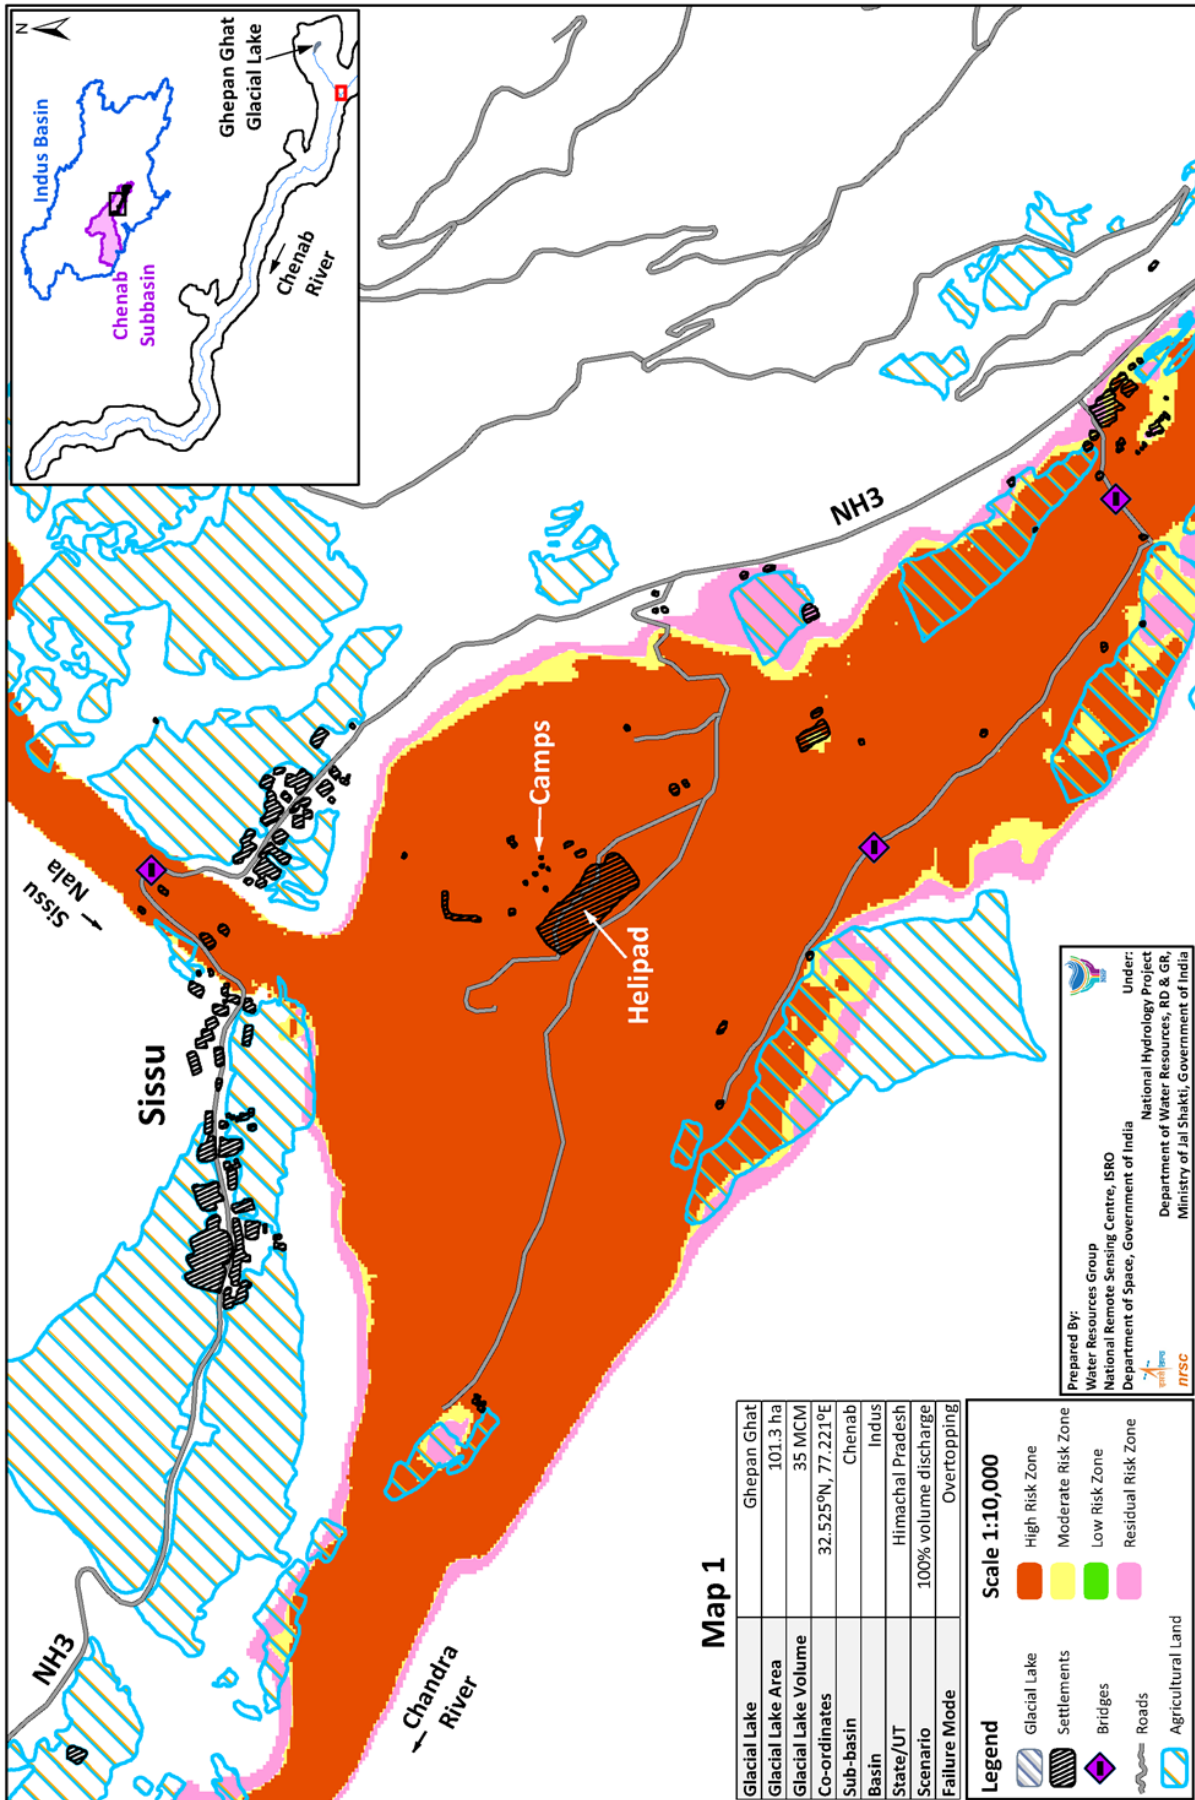 N
Indus Basin
Chenab
Subbasin
Ghepan Ghat
Glacial Lake
Chenab
River
NH3
Sissu
Nala
Sissu
Camps
Helipad
NH3
Chandra
River
Map 1
Glacial Lake Ghepan Ghat
Glacial Lake Area 101.3 ha
Glacial Lake Volume 35 MCM
Co-ordinates 32.525°N, 77.221°E
Sub-basin Chenab
Basin Indus
State/UT Himachal Pradesh
Scenario 100% volume discharge
Failure Mode Overtopping
Legend
Scale 1:10,000
Glacial Lake
Settlements
Bridges
Roads
Agricultural Land
High Risk Zone
Moderate Risk Zone
Low Risk Zone
Residual Risk Zone
Prepared By:
Water Resources Group
National Remote Sensing Centre, ISRO
Department of Space, Government of India
nrsc
Under:
National Hydrology Project
Department of Water Resources, RD & GR,
Ministry of Jal Shakti, Government of India